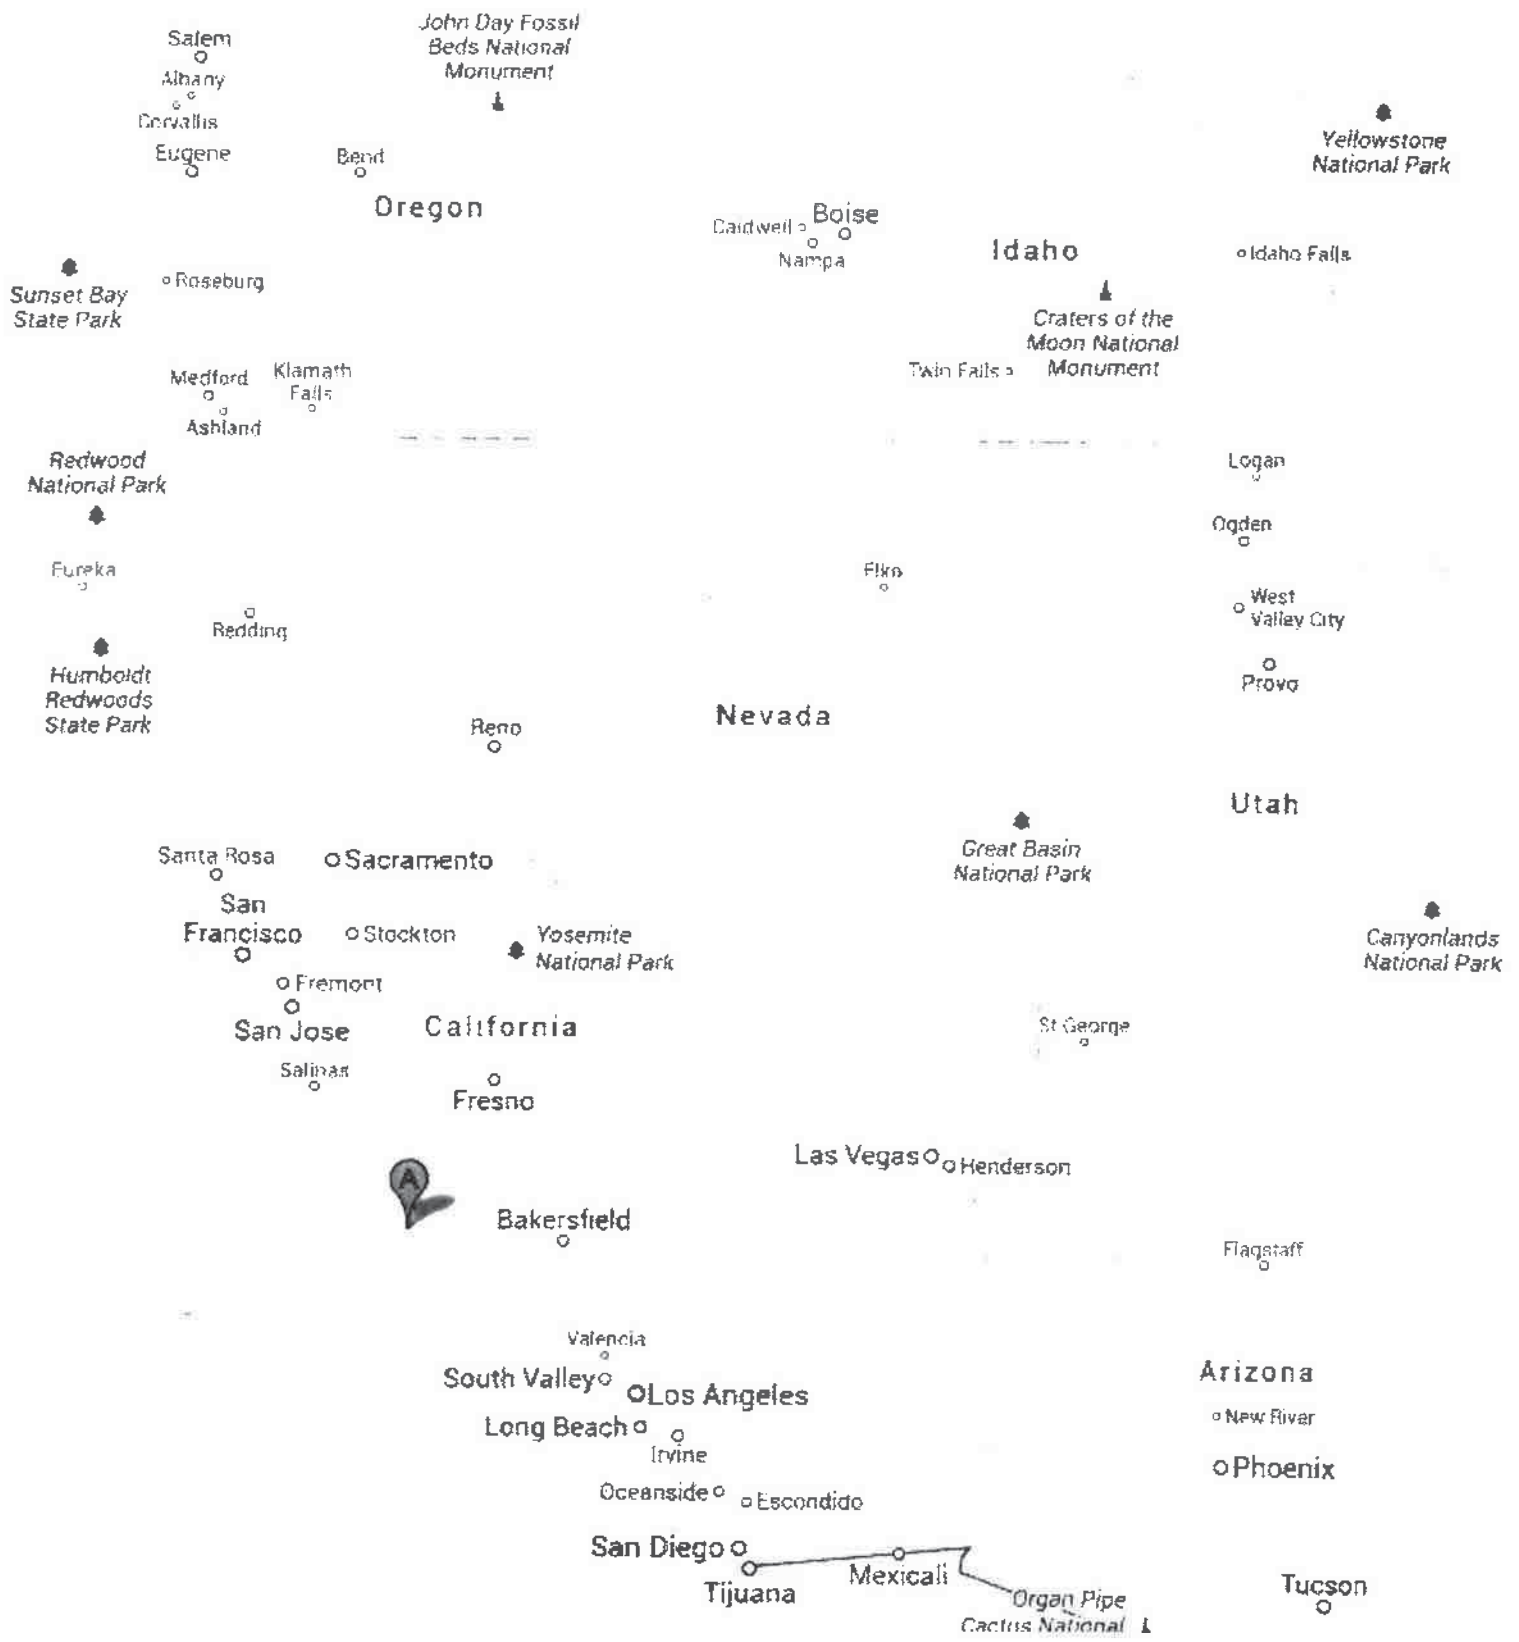 John Day Fossil
Beds National
Monument
Salem
Albany
Corvallis
Eugene
Bend
Yellowstone
National Park
Oregon
Caldwell
Boise
Nampa
Idaho
Idaho Falls
Sunset Bay
State Park
Roseburg
Craters of the
Moon National
Monument
Twin Falls
Medford
Klamath
Falls
Ashland
Redwood
National Park
Logan
Ogden
Eureka
Elko
West
Valley City
Redding
Humboldt
Redwoods
State Park
Provo
Nevada
Reno
Utah
Great Basin
National Park
Santa Rosa
Sacramento
San
Francisco
Stockton
Yosemite
National Park
Canyonlands
National Park
Fremont
San Jose
California
St George
Salinas
Fresno
Las Vegas
Henderson
A
Bakersfield
Flagstaff
Valencia
South Valley
Los Angeles
Arizona
Long Beach
New River
Irvine
Phoenix
Oceanside
Escondido
San Diego
Tijuana
Mexicali
Tucson
Organ Pipe
Cactus National